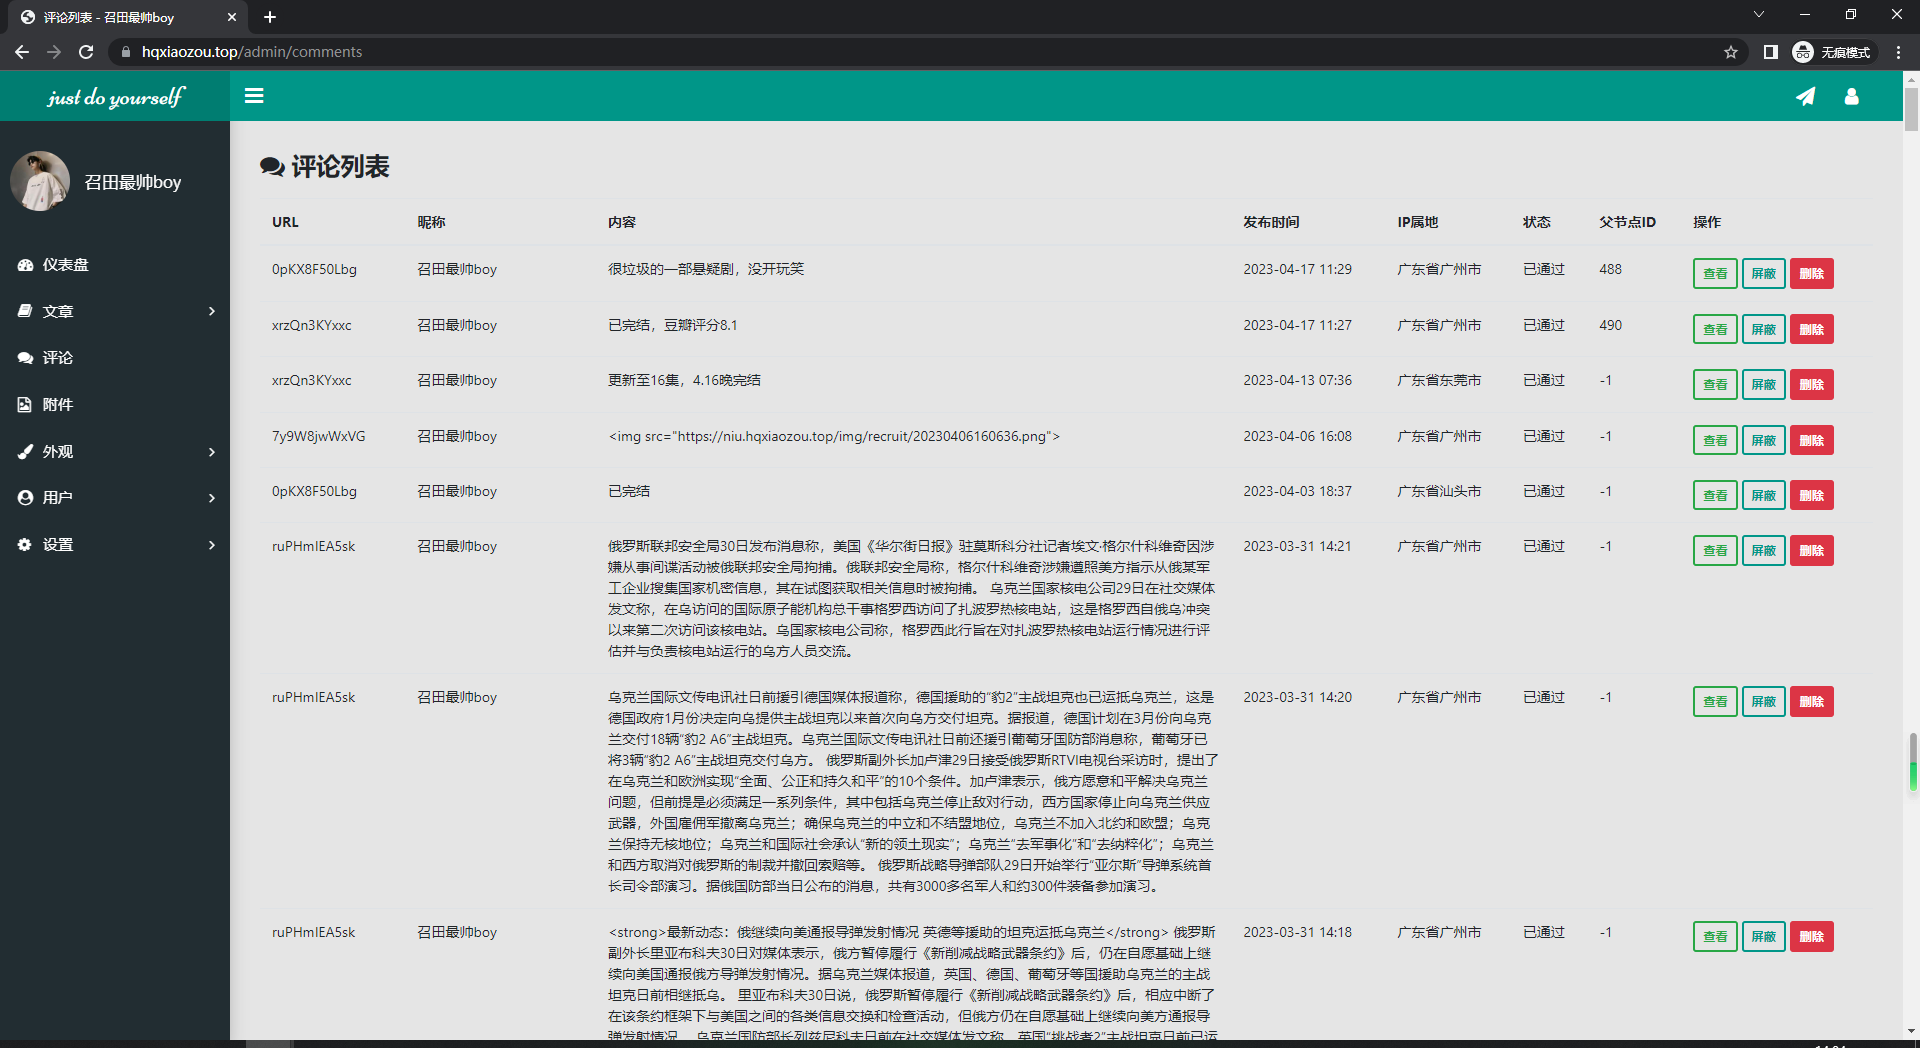 评论列表 - 召田最帅boy
hqxiaozou.top/admin/comments
无痕模式
just do yourself
召田最帅boy
仪表盘
文章
评论
附件
外观
用户
设置
评论列表
URL 昵称 内容 发布时间 IP属地 状态 父节点ID 操作
0pKX8F50Lbg 召田最帅boy 很垃圾的一部悬疑剧，没开玩笑 2023-04-17 11:29 广东省广州市 已通过 488 查看 屏蔽 删除
xrzQn3KYxxc 召田最帅boy 已完结，豆瓣评分8.1 2023-04-17 11:27 广东省广州市 已通过 490 查看 屏蔽 删除
xrzQn3KYxxc 召田最帅boy 更新至16集，4.16晚完结 2023-04-13 07:36 广东省东莞市 已通过 -1 查看 屏蔽 删除
7y9W8jwWxVG 召田最帅boy <img src="https://niu.hqxiaozou.top/img/recruit/20230406160636.png"> 2023-04-06 16:08 广东省广州市 已通过 -1 查看 屏蔽 删除
0pKX8F50Lbg 召田最帅boy 已完结 2023-04-03 18:37 广东省汕头市 已通过 -1 查看 屏蔽 删除
ruPHmIEA5sk 召田最帅boy 俄罗斯联邦安全局30日发布消息称，美国《华尔街日报》驻莫斯科分社记者埃文·格尔什科维奇因涉 2023-03-31 14:21 广东省广州市 已通过 -1 查看 屏蔽 删除
嫌从事间谍活动被俄联邦安全局拘捕。俄联邦安全局称，格尔什科维奇涉嫌遵照美方指示从俄某军
工企业搜集国家机密信息，其在试图获取相关信息时被拘捕。 乌克兰国家核电公司29日在社交媒体
发文称，在乌访问的国际原子能机构总干事格罗西访问了扎波罗热核电站，这是格罗西自俄乌冲突
以来第二次访问该核电站。乌国家核电公司称，格罗西此行旨在对扎波罗热核电站运行情况进行评
估并与负责核电站运行的乌方人员交流。
ruPHmIEA5sk 召田最帅boy 乌克兰国际文传电讯社日前援引德国媒体报道称，德国援助的“豹2”主战坦克也已运抵乌克兰，这是 2023-03-31 14:20 广东省广州市 已通过 -1 查看 屏蔽 删除
德国政府1月份决定向乌提供主战坦克以来首次向乌方交付坦克。据报道，德国计划在3月份向乌克
兰交付18辆“豹2 A6”主战坦克。乌克兰国际文传电讯社日前还援引葡萄牙国防部消息称，葡萄牙已
将3辆“豹2 A6”主战坦克交付乌方。 俄罗斯副外长加卢津29日接受俄罗斯RTVI电视台采访时，提出了
在乌克兰和欧洲实现“全面、公正和持久和平”的10个条件。加卢津表示，俄方愿意和平解决乌克兰
问题，但前提是必须满足一系列条件，其中包括乌克兰停止敌对行动，西方国家停止向乌克兰供应
武器，外国雇佣军撤离乌克兰；确保乌克兰的中立和不结盟地位，乌克兰不加入北约和欧盟；乌克
兰保持无核地位；乌克兰和国际社会承认“新的领土现实”；乌克兰“去军事化”和“去纳粹化”；乌克兰
和西方取消对俄罗斯的制裁并撤回索赔等。 俄罗斯战略导弹部队29日开始举行“亚尔斯”导弹系统首
长司令部演习。据俄国防部当日公布的消息，共有3000多名军人和约300件装备参加演习。
ruPHmIEA5sk 召田最帅boy <strong>最新动态：俄继续向美通报导弹发射情况 英德等援助的坦克运抵乌克兰</strong> 俄罗斯 2023-03-31 14:18 广东省广州市 已通过 -1 查看 屏蔽 删除
副外长里亚布科夫30日对媒体表示，俄方暂停履行《新削减战略武器条约》后，仍在自愿基础上继
续向美国通报俄方导弹发射情况。据乌克兰媒体报道，英国、德国、葡萄牙等国援助乌克兰的主战
坦克日前相继抵乌。 里亚布科夫30日说，俄罗斯暂停履行《新削减战略武器条约》后，相应中断了
在该条约框架下与美国之间的各类信息交换和检查活动，但俄方仍在自愿基础上继续向美方通报导
弹发射情况。 乌克兰国防部长列兹尼科夫日前在社交媒体发文称，英国“挑战者2”主战坦克日前已运